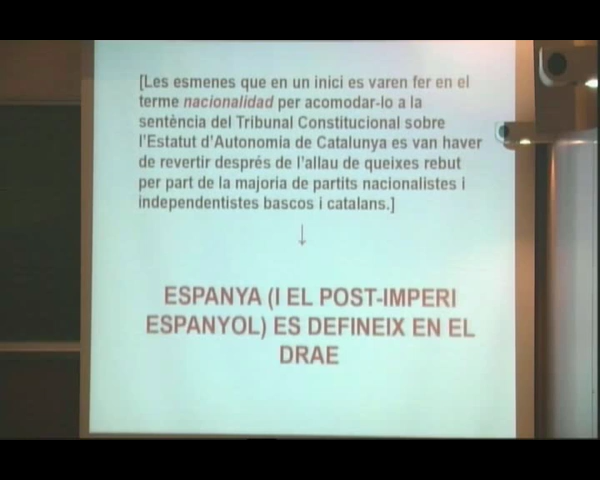 [Les esmenes que en un inici es varen fer en el
terme nacionalidad per acomodar-lo a la
sentència del Tribunal Constitucional sobre
l'Estatut d'Autonomia de Catalunya es van haver
de revertir després de l'allau de queixes rebut
per part de la majoria de partits nacionalistes i
independentistes bascos i catalans.]
↓
ESPANYA (I EL POST-IMPERI
ESPANYOL) ES DEFINEIX EN EL
DRAE